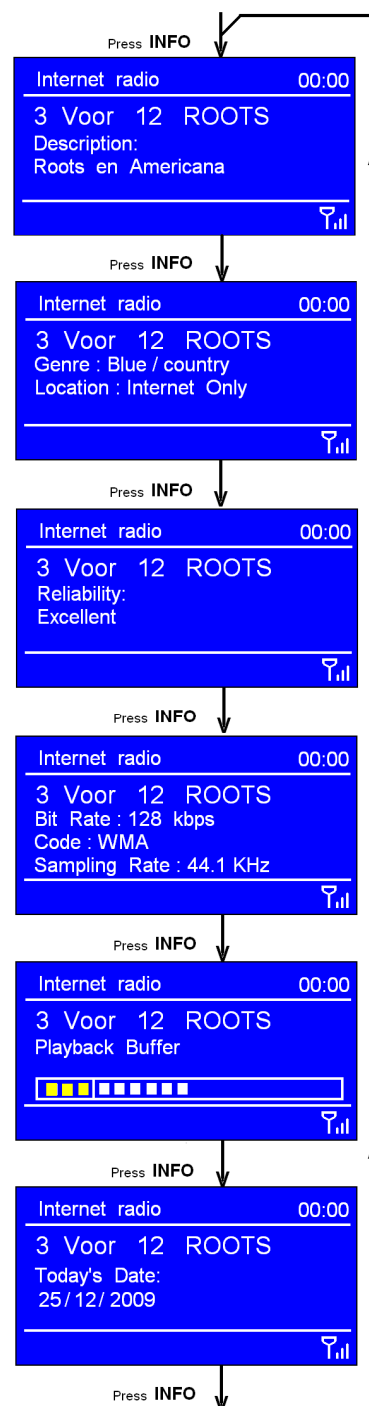 Press INFO
Internet radio 00:00
3 Voor 12 ROOTS
Description:
Roots en Americana
Press INFO
Internet radio 00:00
3 Voor 12 ROOTS
Genre : Blue / country
Location : Internet Only
Press INFO
Internet radio 00:00
3 Voor 12 ROOTS
Reliability:
Excellent
Press INFO
Internet radio 00:00
3 Voor 12 ROOTS
Bit Rate : 128 kbps
Code : WMA
Sampling Rate : 44.1 KHz
Press INFO
Internet radio 00:00
3 Voor 12 ROOTS
Playback Buffer
Press INFO
Internet radio 00:00
3 Voor 12 ROOTS
Today's Date:
25/ 12/ 2009
Press INFO